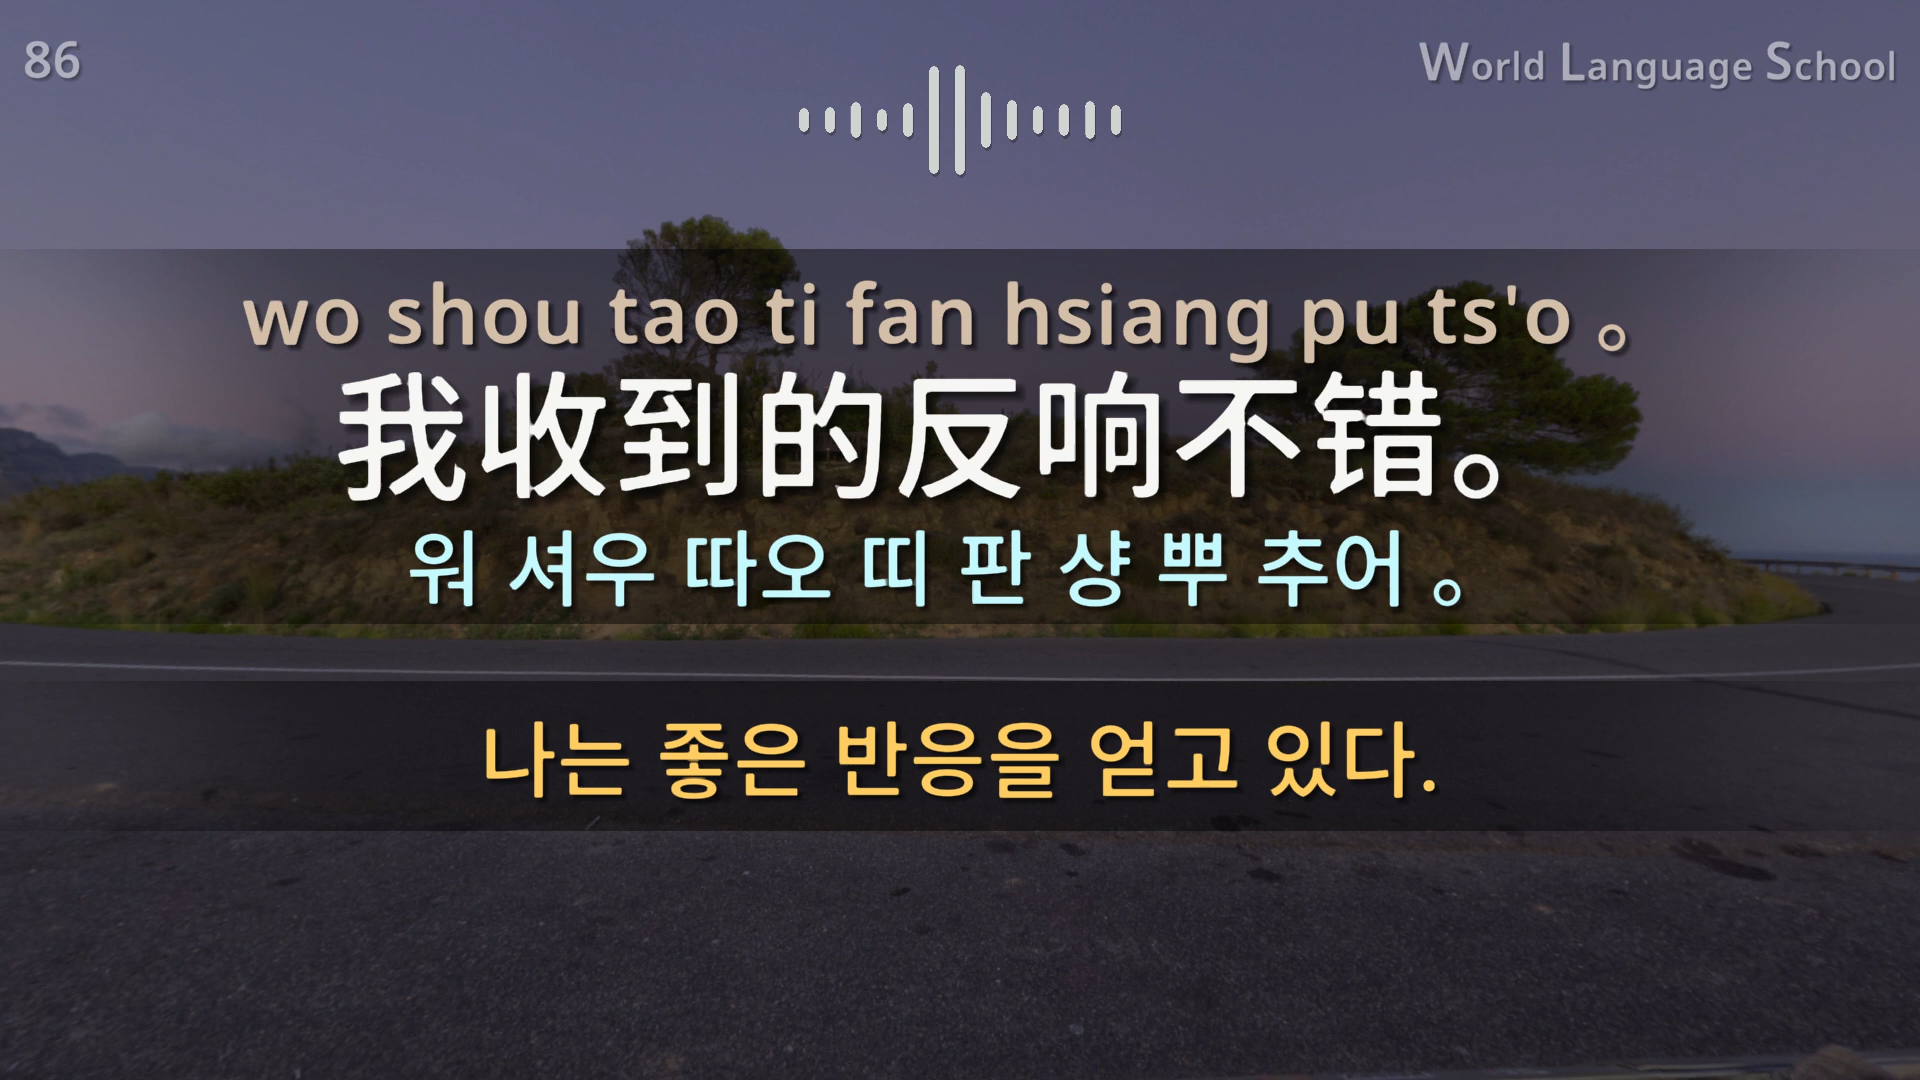 86
World Language School
wo shou tao ti fan hsiang pu ts'o 。
我收到的反响不错。
워 셔우 따오 띠 판 샹 뿌 추어 。
나는 좋은 반응을 얻고 있다.